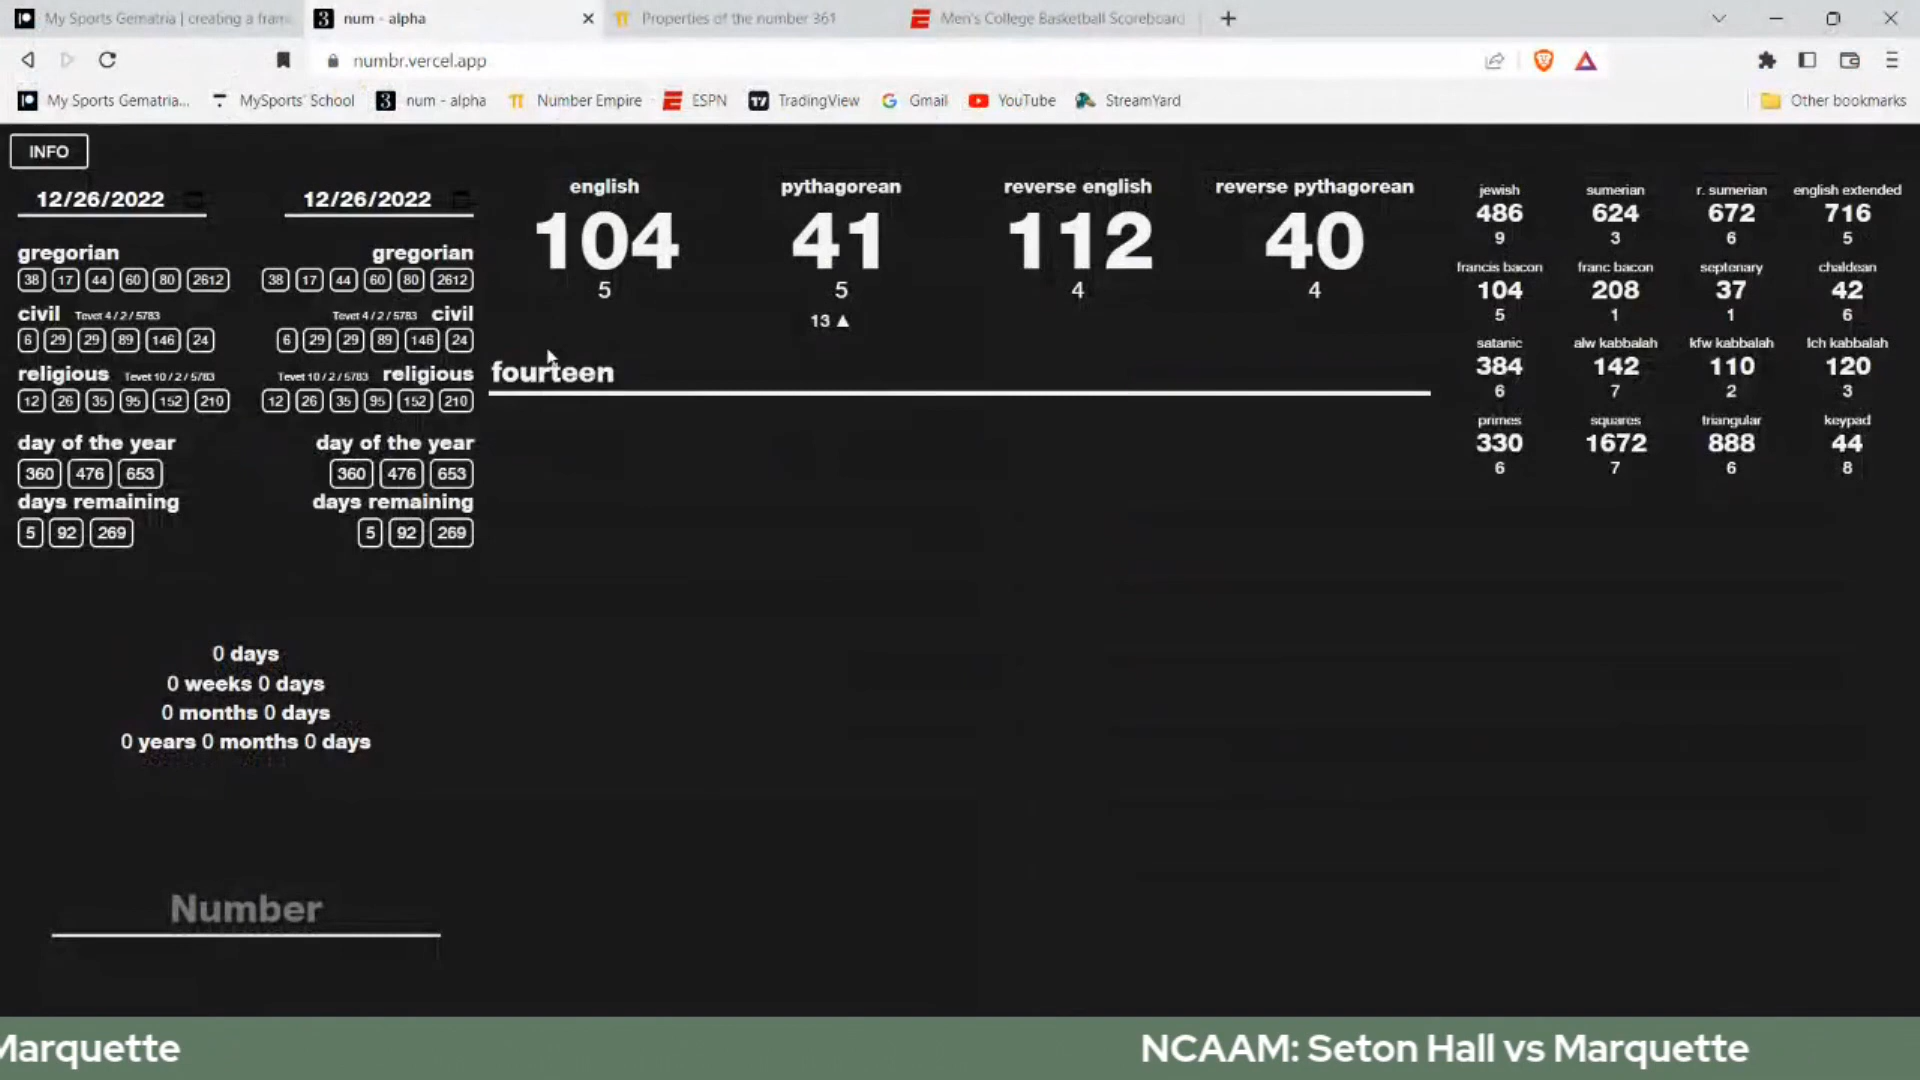 My Sports Gematria | creating a fram
num - alpha
Properties of the number 361
Men's College Basketball Scoreboard
numbr.vercel.app
My Sports Gematria...
MySports' School
num - alpha
Number Empire
ESPN
TradingView
Gmail
YouTube
StreamYard
Other bookmarks
INFO
12/26/2022 12/26/2022
gregorian gregorian
38 17 44 60 80 2612 38 17 44 60 80 2612
civil Tevet 4 / 2 / 5783 Tevet 4 / 2 / 5783 civil
6 29 29 89 146 24 6 29 29 89 146 24
religious Tevet 10 / 2 / 5783 Tevet 10 / 2 / 5783 religious
12 26 35 95 152 210 12 26 35 95 152 210
day of the year day of the year
360 476 653 360 476 653
days remaining days remaining
5 92 269 5 92 269
0 days
0 weeks 0 days
0 months 0 days
0 years 0 months 0 days
Number
english pythagorean reverse english reverse pythagorean
104 41 112 40
5 5 4 4
13 ▲
fourteen
jewish sumerian r. sumerian english extended
486 624 672 716
9 3 6 5
francis bacon franc bacon septenary chaldean
104 208 37 42
5 1 1 6
satanic alw kabbalah kfw kabbalah lch kabbalah
384 142 110 120
6 7 2 3
primes squares triangular keypad
330 1672 888 44
6 7 6 8
Marquette NCAAM: Seton Hall vs Marquette